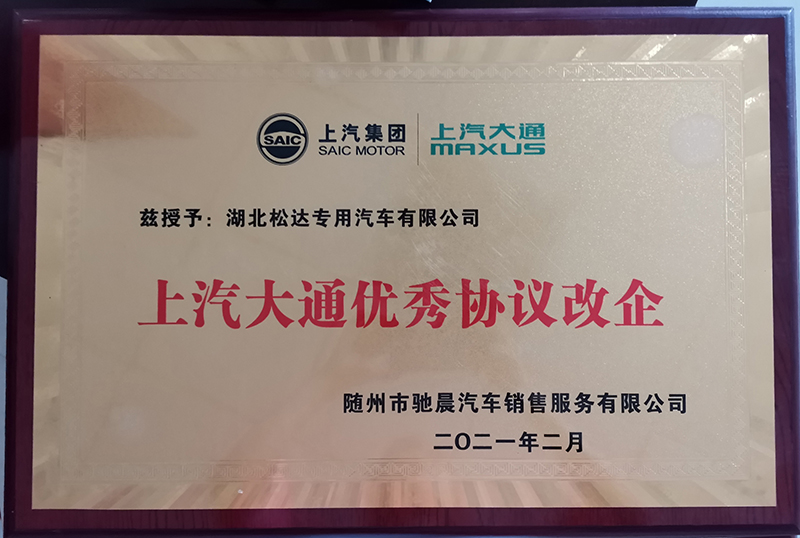 SAIC 上汽集团 SAIC MOTOR 上汽大通 MAXUS
兹授予：湖北松达专用汽车有限公司
上汽大通优秀协议改企
随州市驰晨汽车销售服务有限公司
二〇二一年二月